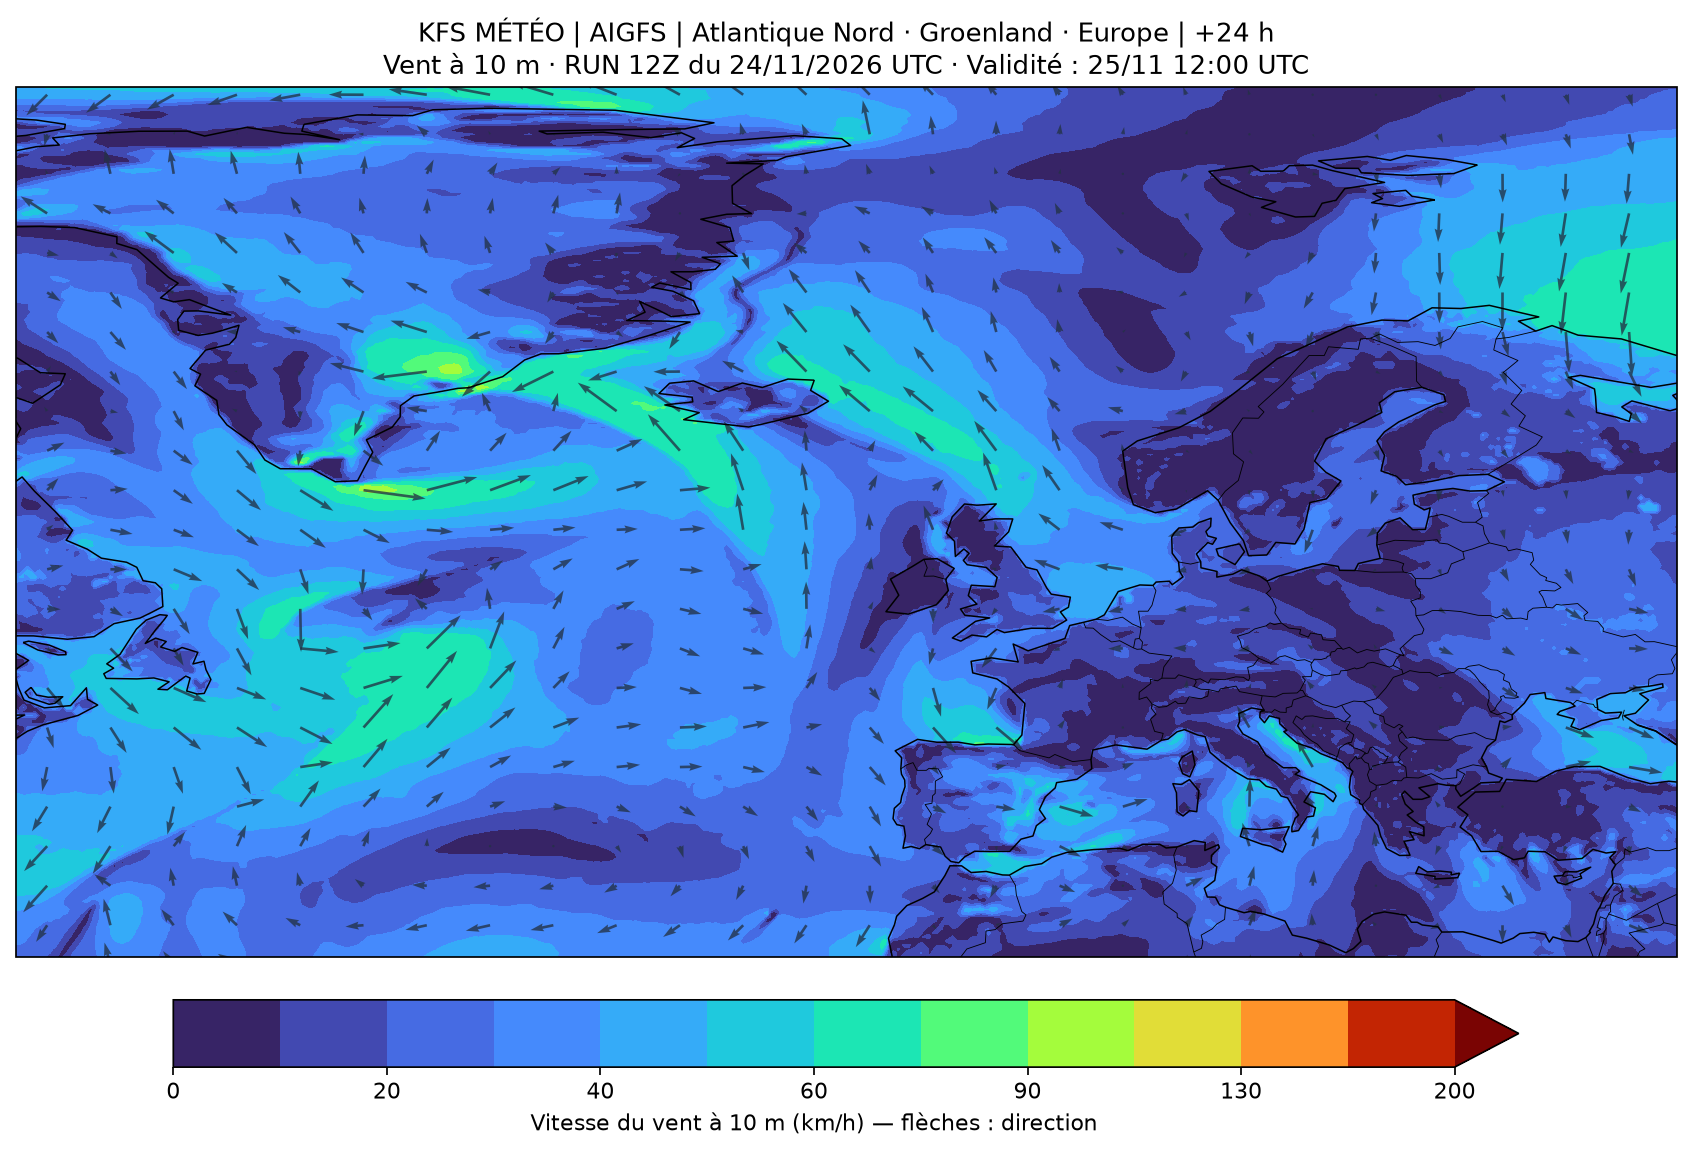 KFS MÉTÉO | AIGFS | Atlantique Nord · Groenland · Europe | +24 h
Vent à 10 m · RUN 12Z du 24/11/2026 UTC · Validité : 25/11 12:00 UTC
0 20 40 60 90 130 200
Vitesse du vent à 10 m (km/h) — flèches : direction